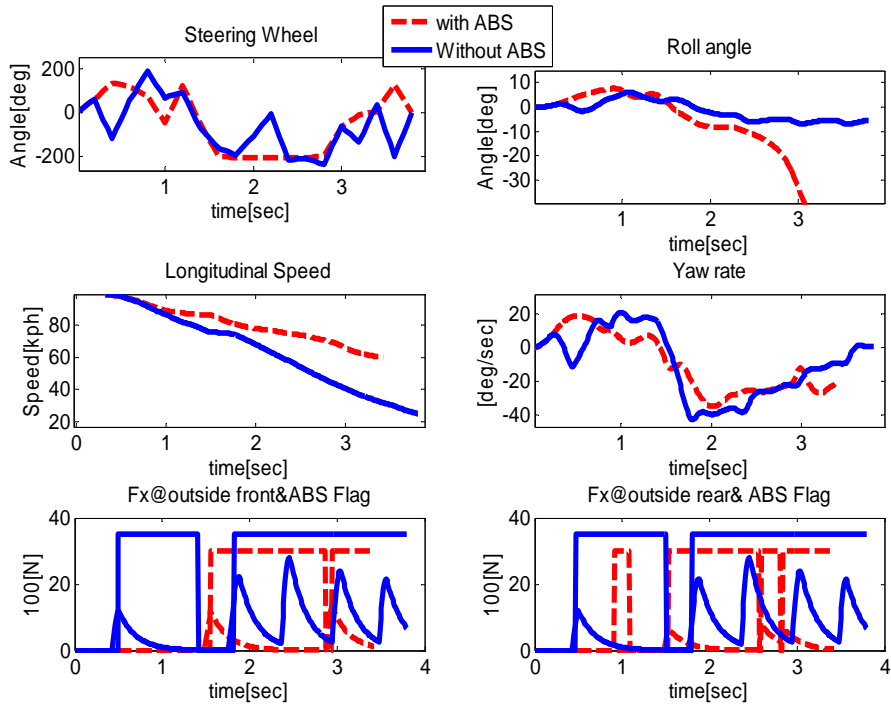 with ABS
Without ABS
Steering Wheel
Angle[deg]
200
0
-200
1
2
3
time[sec]
Roll angle
Angle[deg]
10
0
-10
-20
-30
1
2
3
time[sec]
Longitudinal Speed
Speed[kph]
80
60
40
20
0
1
2
3
time[sec]
Yaw rate
[deg/sec]
20
0
-20
-40
1
2
3
time[sec]
Fx@outside front&ABS Flag
100[N]
40
20
0
0
1
2
3
4
time[sec]
Fx@outside rear& ABS Flag
100[N]
40
20
0
0
1
2
3
4
time[sec]